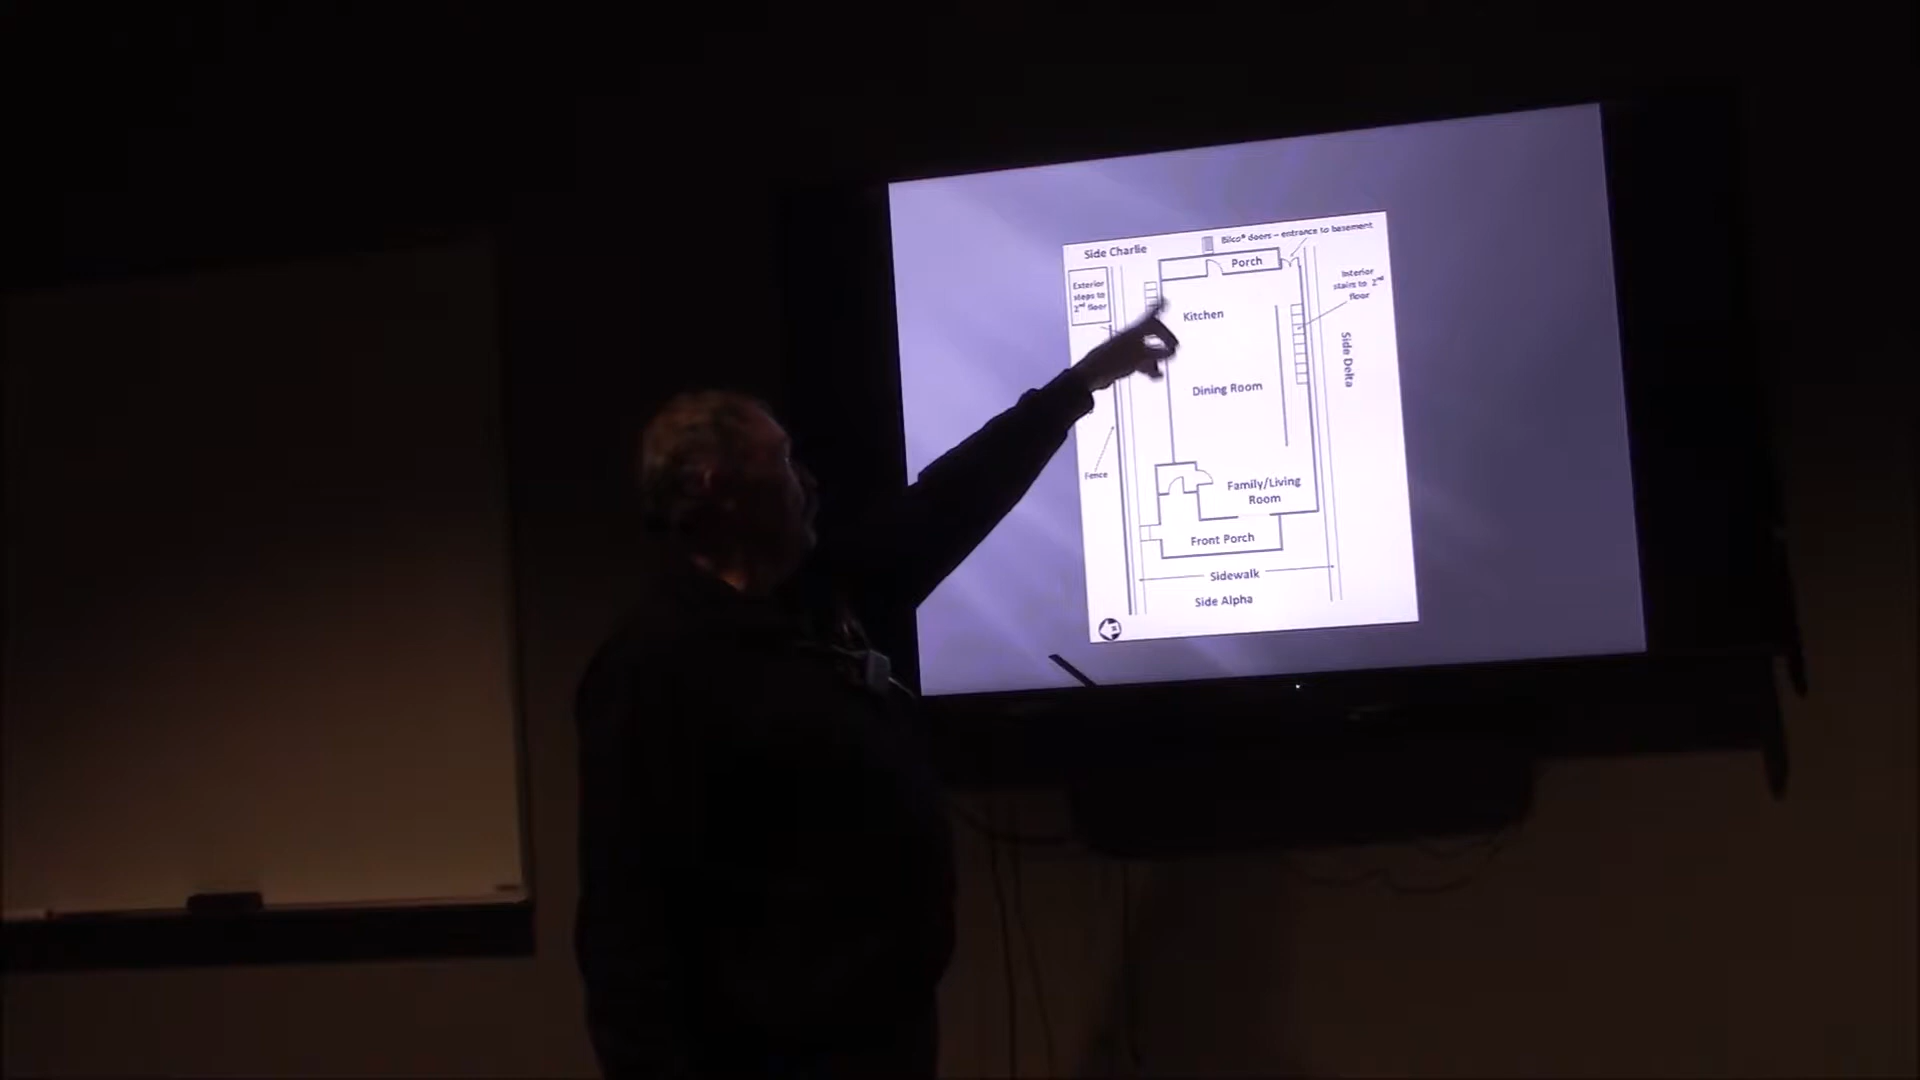 Side Charlie
Bilco® doors – entrance to basement
Porch
Exterior
steps to
2nd floor
Interior
stairs to 2nd
floor
Kitchen
Side Delta
Dining Room
Fence
Family/Living
Room
Front Porch
Sidewalk
Side Alpha